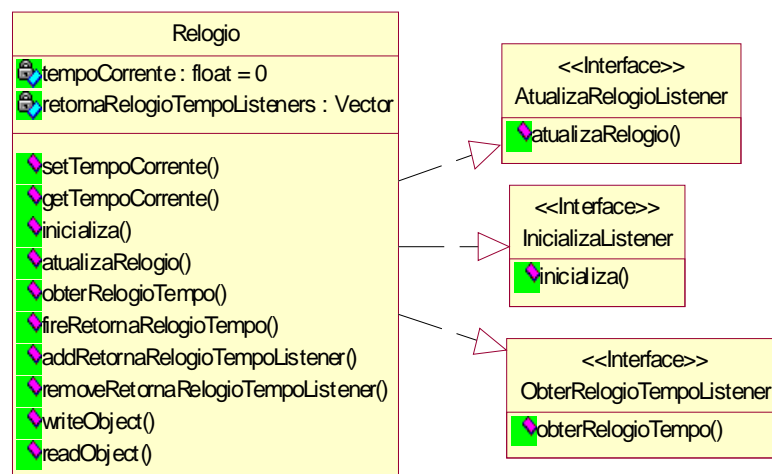 Relogio
tempoCorrente : float = 0
retornaRelogioTempoListeners : Vector
setTempoCorrente()
getTempoCorrente()
inicializa()
atualizaRelogio()
obterRelogioTempo()
fireRetornaRelogioTempo()
addRetornaRelogioTempoListener()
removeRetornaRelogioTempoListener()
writeObject()
readObject()
<<Interface>>
AtualizaRelogioListener
atualizaRelogio()
<<Interface>>
InicializaListener
inicializa()
<<Interface>>
ObterRelogioTempoListener
obterRelogioTempo()